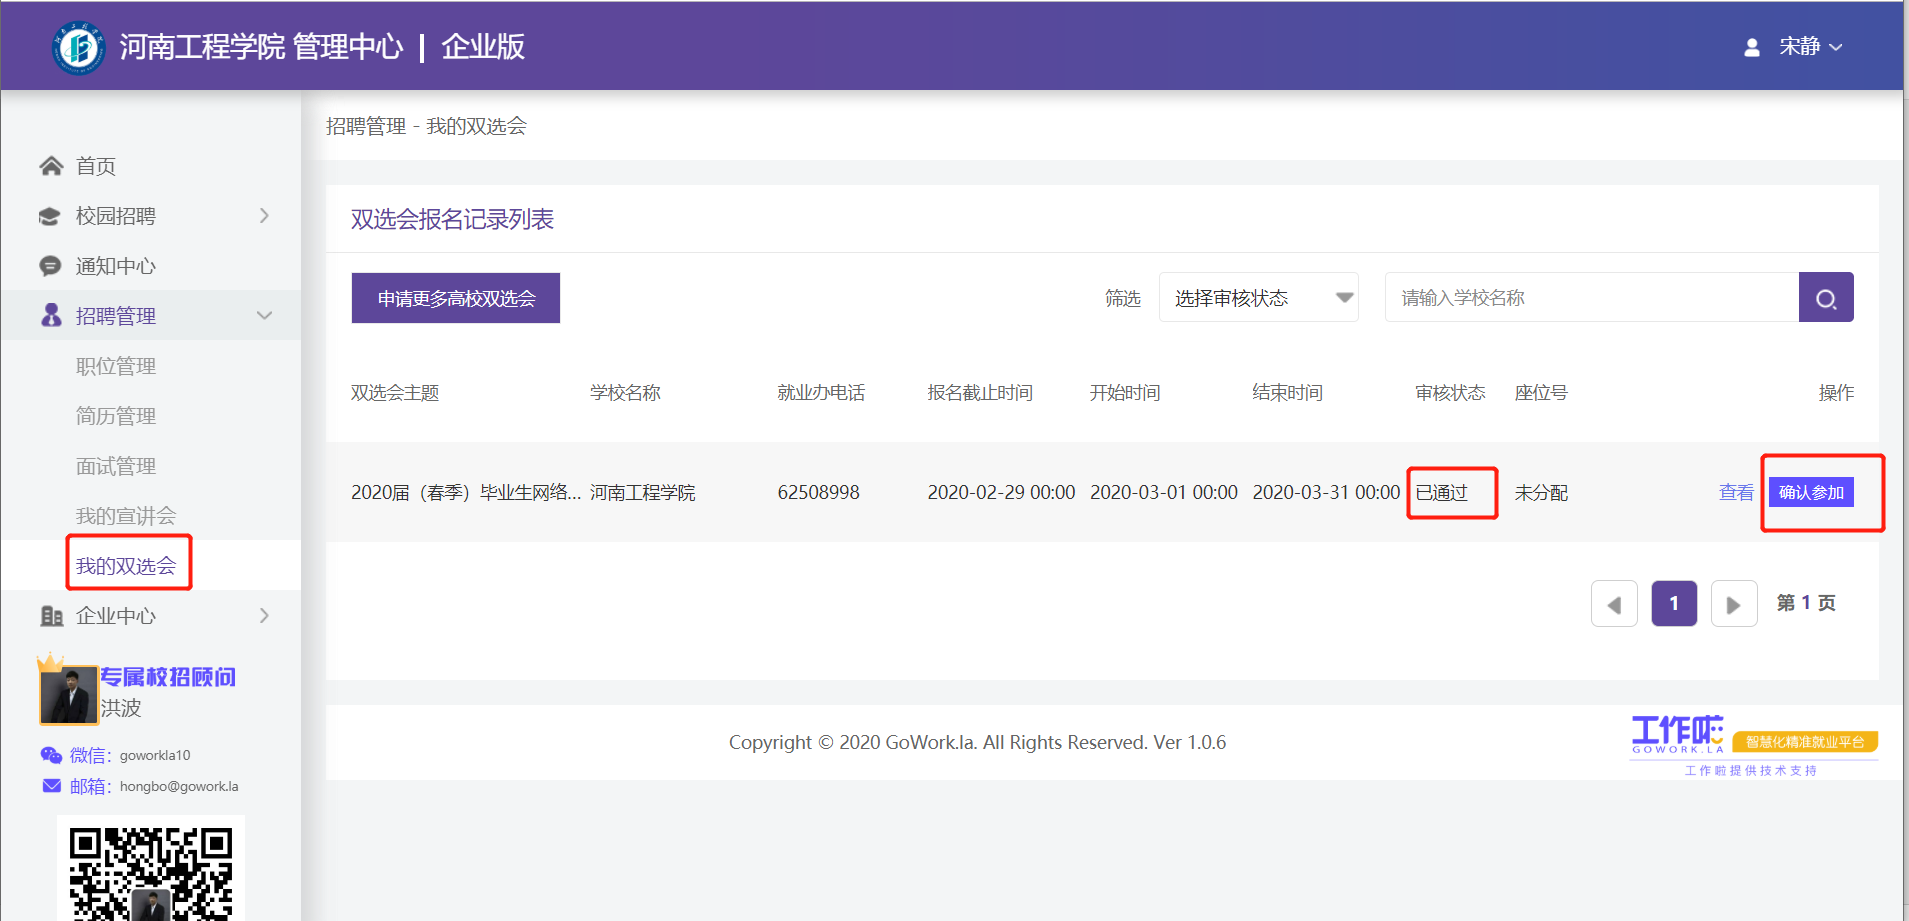 河南工程学院 管理中心 | 企业版
宋静
招聘管理 - 我的双选会
首页
校园招聘
通知中心
招聘管理
职位管理
简历管理
面试管理
我的宣讲会
我的双选会
企业中心
专属校招顾问
洪波
微信: goworkla10
邮箱: hongbo@gowork.la
双选会报名记录列表
申请更多高校双选会
筛选 选择审核状态 请输入学校名称
双选会主题 学校名称 就业办电话 报名截止时间 开始时间 结束时间 审核状态 座位号 操作
2020届（春季）毕业生网络... 河南工程学院 62508998 2020-02-29 00:00 2020-03-01 00:00 2020-03-31 00:00 已通过 未分配 查看 确认参加
1 第 1 页
Copyright © 2020 GoWork.la. All Rights Reserved. Ver 1.0.6
工作啦
GOWORK.LA 智慧化精准就业平台
工作啦提供技术支持